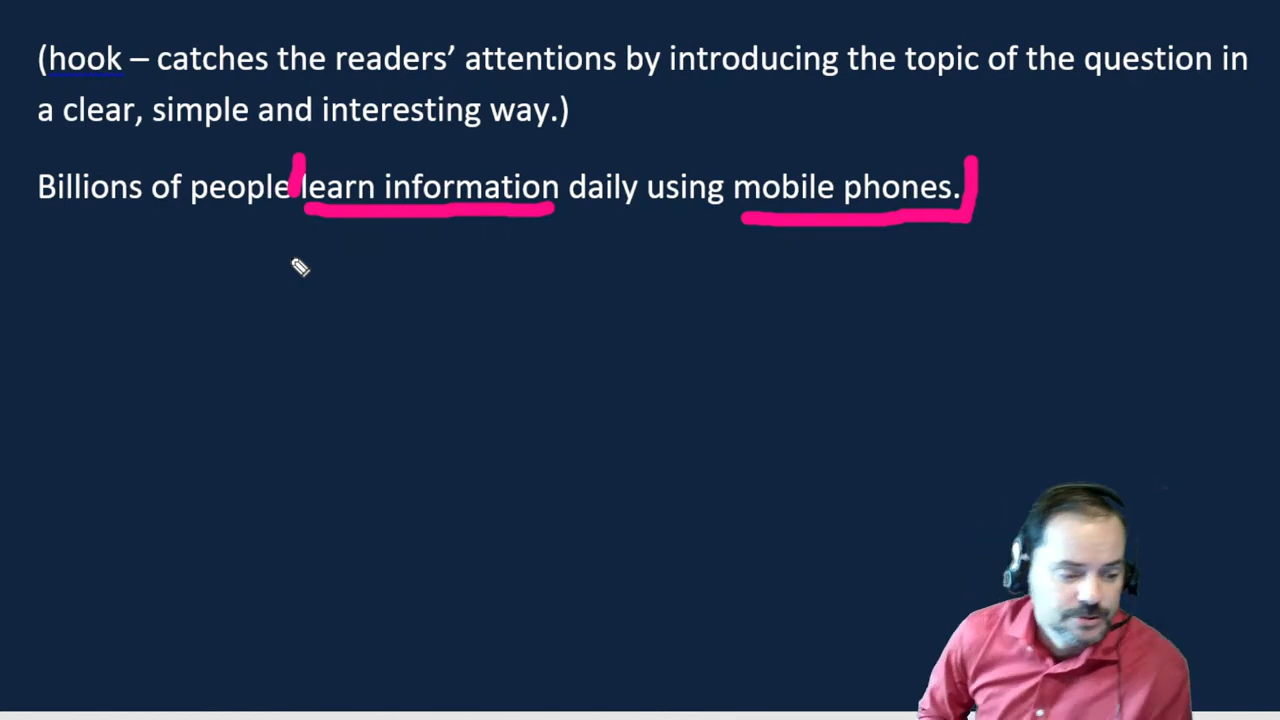 (hook – catches the readers’ attentions by introducing the topic of the question in
a clear, simple and interesting way.)
Billions of people learn information daily using mobile phones.